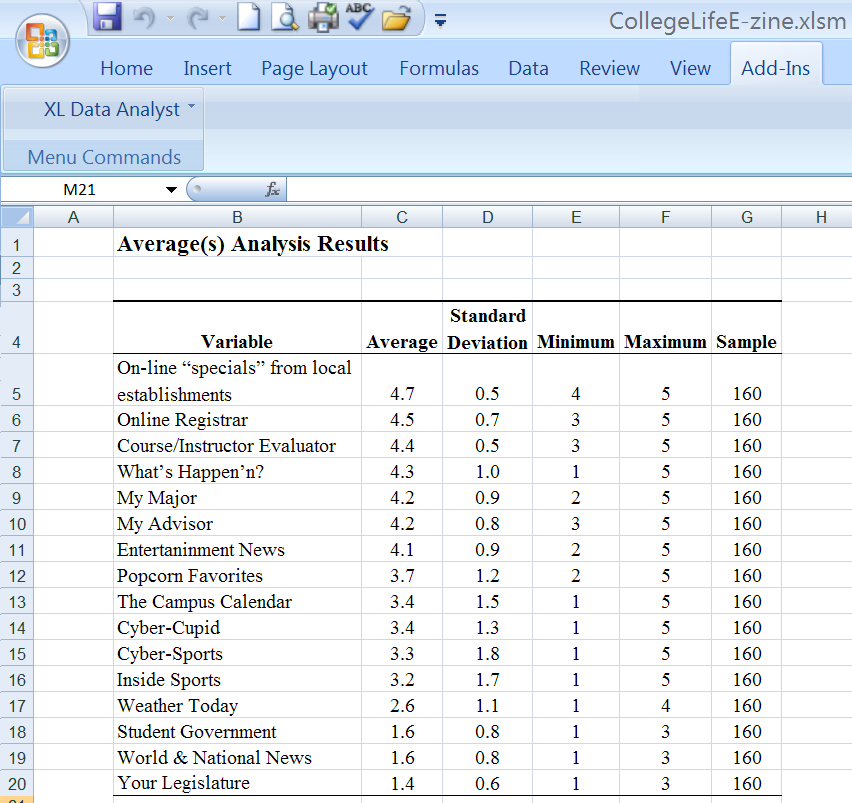 ABC
CollegeLifeE-zine.xlsm
Home Insert Page Layout Formulas Data Review View Add-Ins
XL Data Analyst
Menu Commands
M21 fx
A B C D E F G H
1 Average(s) Analysis Results
2
3
Standard
4 Variable Average Deviation Minimum Maximum Sample
On-line “specials” from local
5 establishments 4.7 0.5 4 5 160
6 Online Registrar 4.5 0.7 3 5 160
7 Course/Instructor Evaluator 4.4 0.5 3 5 160
8 What’s Happen’n? 4.3 1.0 1 5 160
9 My Major 4.2 0.9 2 5 160
10 My Advisor 4.2 0.8 3 5 160
11 Entertaninment News 4.1 0.9 2 5 160
12 Popcorn Favorites 3.7 1.2 2 5 160
13 The Campus Calendar 3.4 1.5 1 5 160
14 Cyber-Cupid 3.4 1.3 1 5 160
15 Cyber-Sports 3.3 1.8 1 5 160
16 Inside Sports 3.2 1.7 1 5 160
17 Weather Today 2.6 1.1 1 4 160
18 Student Government 1.6 0.8 1 3 160
19 World & National News 1.6 0.8 1 3 160
20 Your Legislature 1.4 0.6 1 3 160